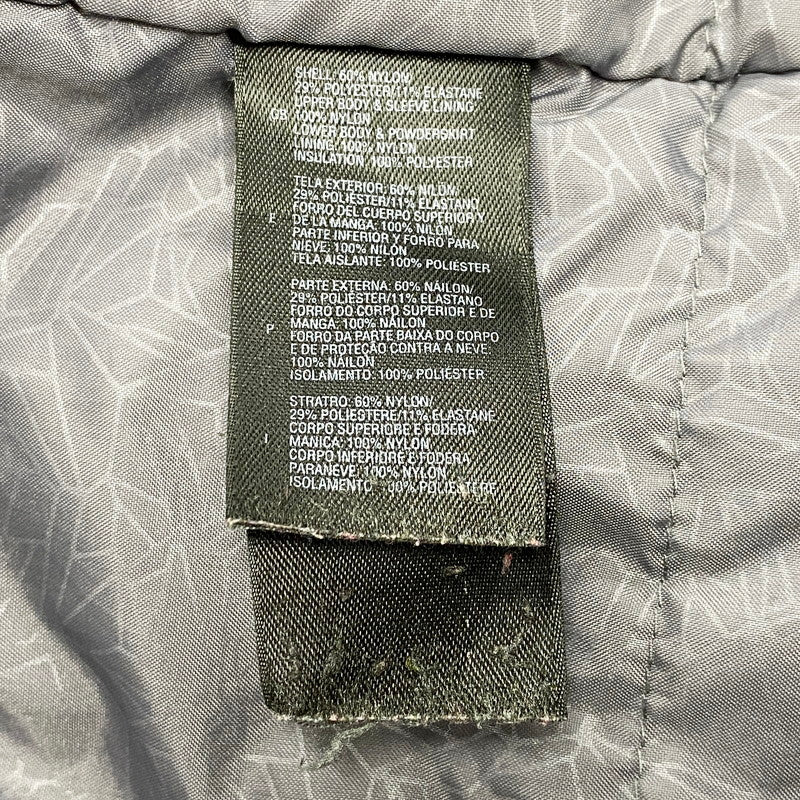 SHELL: 60% NYLON/
29% POLYESTER/11% ELASTANE
UPPER BODY & SLEEVE LINING:
GB 100% NYLON
LOWER BODY & POWDERSKIRT
LINING: 100% NYLON
INSULATION: 100% POLYESTER
TELA EXTERIOR: 60% NILÓN/
29% POLIÉSTER/11% ELASTANO
FORRO DEL CUERPO SUPERIOR Y
E DE LA MANGA: 100% NILÓN
PARTE INFERIOR Y FORRO PARA
NIEVE: 100% NILÓN
TELA AISLANTE: 100% POLIÉSTER
PARTE EXTERNA: 60% NÁILON/
29% POLIÉSTER/11% ELASTANO
FORRO DO CORPO SUPERIOR E DE
P MANGA: 100% NÁILON
FORRO DA PARTE BAIXA DO CORPO
E DE PROTEÇÃO CONTRA A NEVE:
100% NÁILON
ISOLAMENTO: 100% POLIÉSTER
STRATRO: 60% NYLON/
29% POLIESTERE/11% ELASTANE
CORPO SUPERIORE E FODERA
I MANICA: 100% NYLON
CORPO INFERIORE E FODERA
PARANEVE: 100% NYLON
ISOLAMENTO 00% POLIESTERE